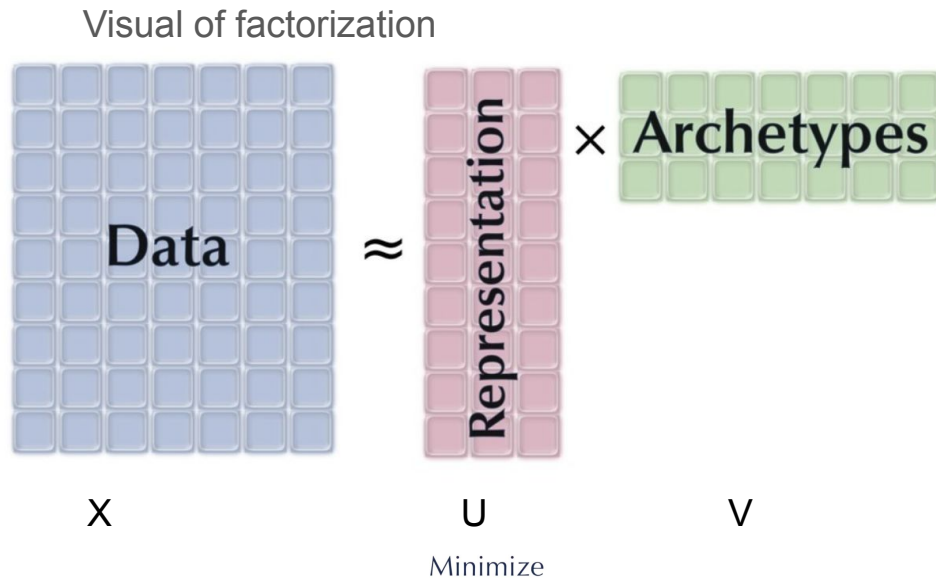 Visual of factorization
Data
≈
Representation
×
Archetypes
X
U
V
Minimize